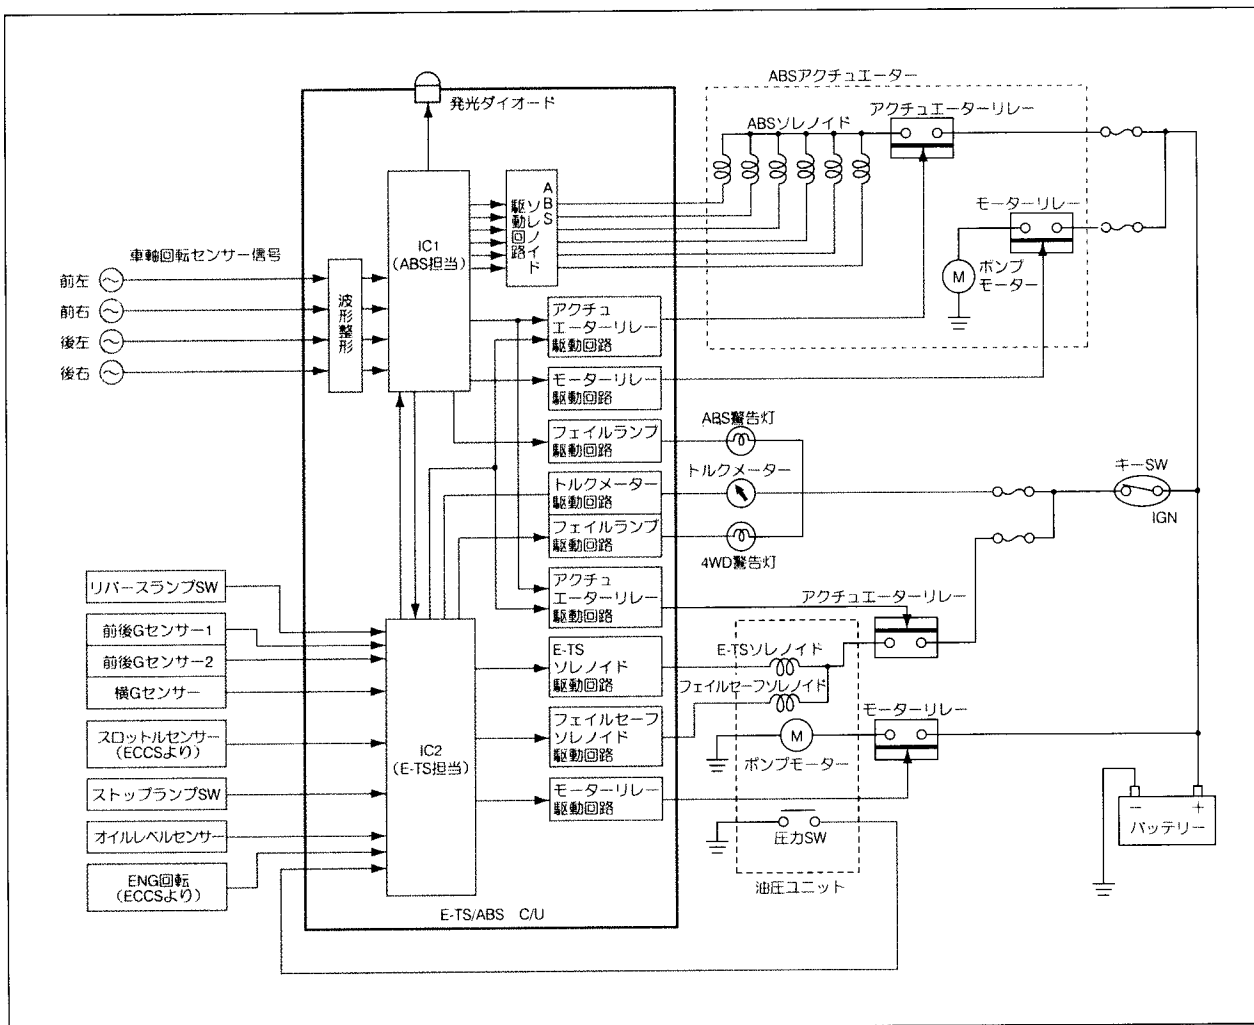 発光ダイオード
ABSアクチュエーター
アクチュエーターリレー
ABSソレノイド
IC1
(ABS担当)
ABS
ソレノイド
駆動回路
モーターリレー
M
ポンプ
モーター
車軸回転センサー信号
前左
前右
後左
後右
波形整形
アクチュ
エーターリレー
駆動回路
モーターリレー
駆動回路
フェイルランプ
駆動回路
トルクメーター
駆動回路
フェイルランプ
駆動回路
アクチュ
エーターリレー
駆動回路
E-TS
ソレノイド
駆動回路
フェイルセーフ
ソレノイド
駆動回路
モーターリレー
駆動回路
ABS警告灯
トルクメーター
4WD警告灯
キーSW
IGN
リバースランプSW
前後Gセンサー1
前後Gセンサー2
横Gセンサー
スロットルセンサー
(ECCSより)
ストップランプSW
オイルレベルセンサー
ENG回転
(ECCSより)
IC2
(E-TS担当)
アクチュエーターリレー
E-TSソレノイド
フェイルセーフソレノイド
モーターリレー
M
ポンプモーター
圧力SW
油圧ユニット
− +
バッテリー
E-TS/ABS C/U